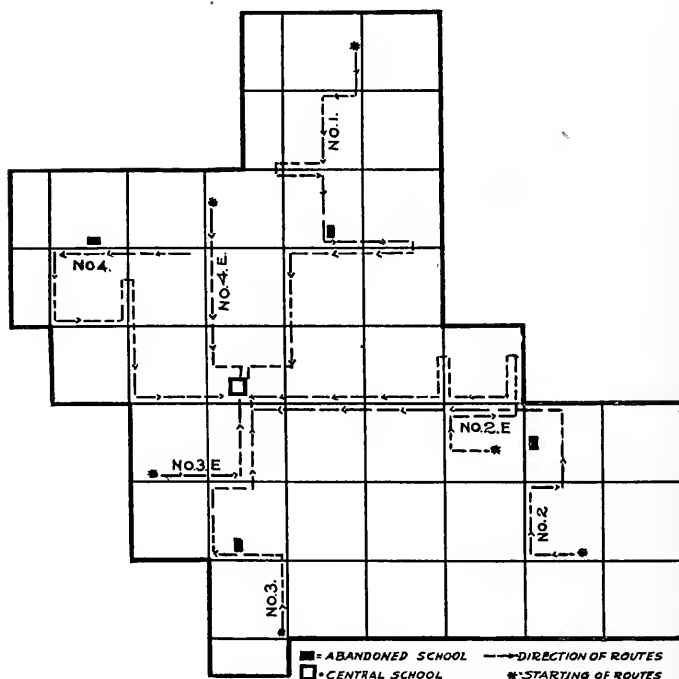 NO.1.
NO.4.
NO.4.E.
NO.2.E
NO.3.E
NO.2
NO.3.
■=ABANDONED SCHOOL --→DIRECTION OF ROUTES
□•CENTRAL SCHOOL *STARTING OF ROUTES